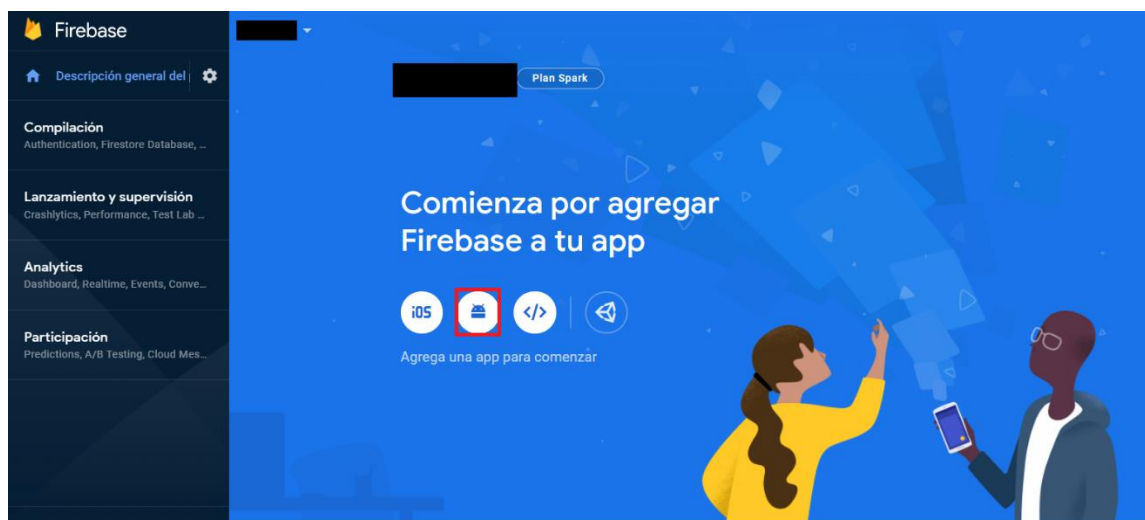 Firebase
Descripción general del
Plan Spark
Compilación
Authentication, Firestore Database, ...
Lanzamiento y supervisión
Crashlytics, Performance, Test Lab ...
Analytics
Dashboard, Realtime, Events, Conve...
Participación
Predictions, A/B Testing, Cloud Mes...
Comienza por agregar
Firebase a tu app
iOS
</>
Agrega una app para comenzar